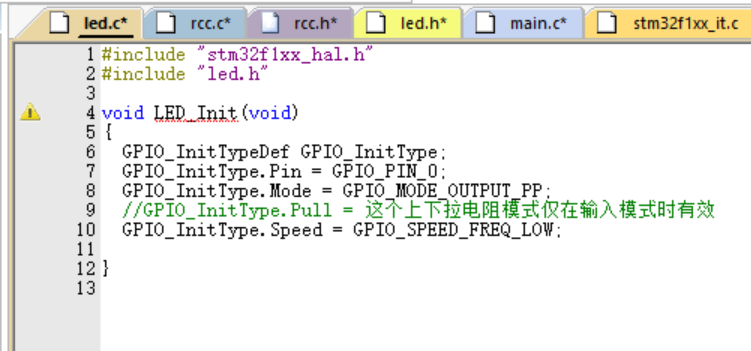 led.c* rcc.c* rcc.h* led.h* main.c* stm32f1xx_it.c
1 #include "stm32f1xx_hal.h"
2 #include "led.h"
3
4 void LED_Init(void)
5 {
6 GPIO_InitTypeDef GPIO_InitType;
7 GPIO_InitType.Pin = GPIO_PIN_0;
8 GPIO_InitType.Mode = GPIO_MODE_OUTPUT_PP;
9 //GPIO_InitType.Pull = 这个上下拉电阻模式仅在输入模式时有效
10 GPIO_InitType.Speed = GPIO_SPEED_FREQ_LOW;
11
12 }
13